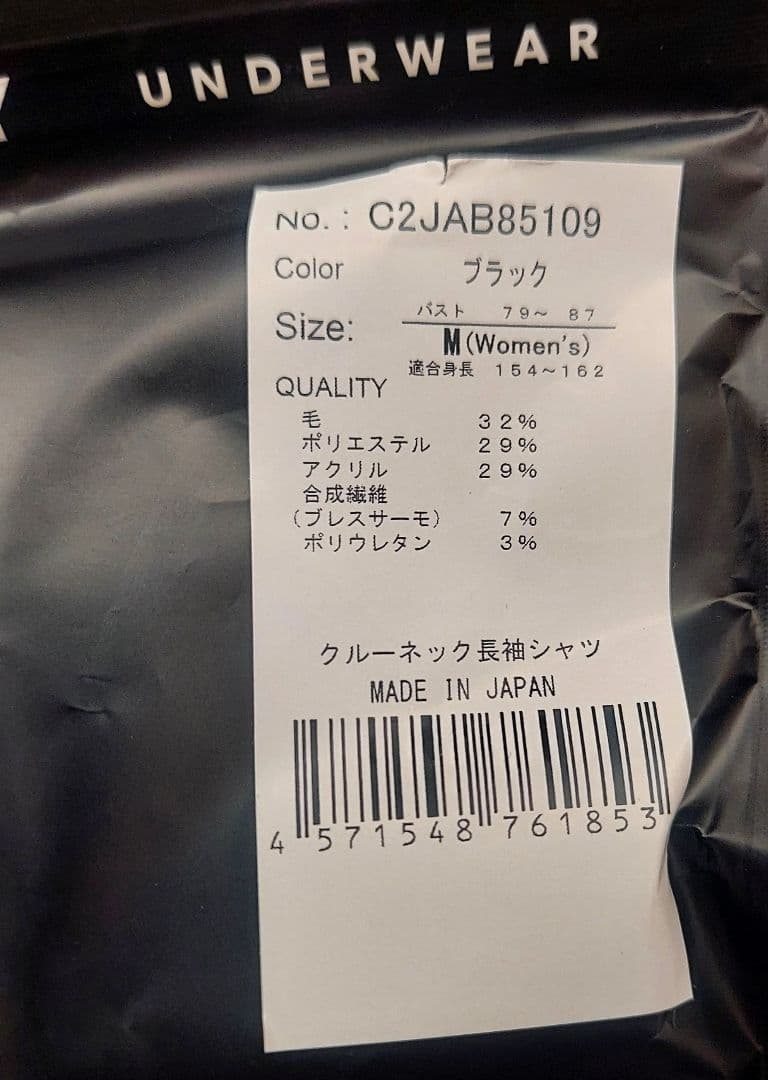 UNDERWEAR
No.: C2JAB85109
Color ブラック
Size: バスト 79～ 87
M(Women's)
適合身長 154～162
QUALITY
毛 32%
ポリエステル 29%
アクリル 29%
合成繊維
(ブレスサーモ) 7%
ポリウレタン 3%
クルーネック長袖シャツ
MADE IN JAPAN
4 571548 761853